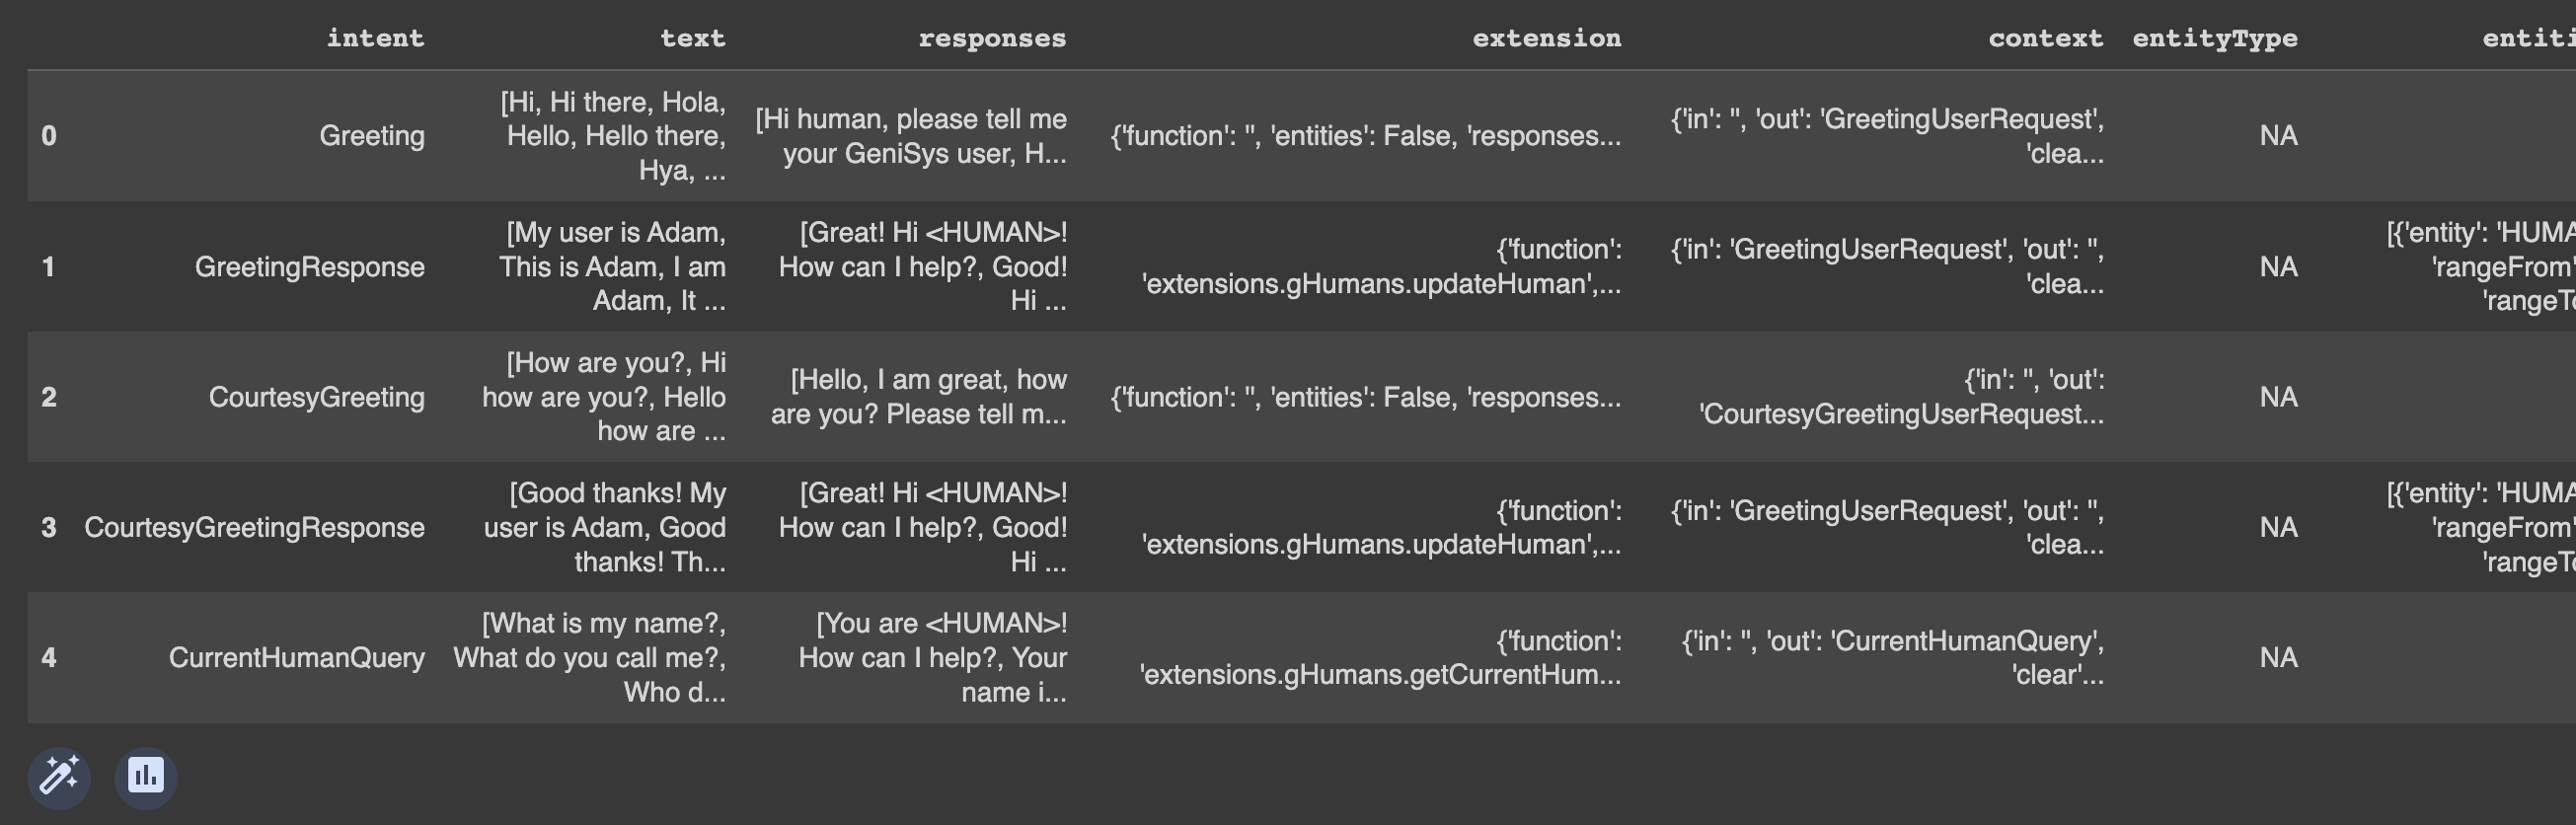 intent text responses extension context entityType entiti
0 Greeting [Hi, Hi there, Hola, Hello, Hello there, Hya, ... [Hi human, please tell me your GeniSys user, H... {'function': '', 'entities': False, 'responses... {'in': '', 'out': 'GreetingUserRequest', 'clea... NA
1 GreetingResponse [My user is Adam, This is Adam, I am Adam, It ... [Great! Hi <HUMAN>! How can I help?, Good! Hi ... {'function': 'extensions.gHumans.updateHuman',... {'in': 'GreetingUserRequest', 'out': '', 'clea... NA [{'entity': 'HUMA 'rangeFrom' 'rangeTo
2 CourtesyGreeting [How are you?, Hi how are you?, Hello how are ... [Hello, I am great, how are you? Please tell m... {'function': '', 'entities': False, 'responses... {'in': '', 'out': 'CourtesyGreetingUserRequest... NA
3 CourtesyGreetingResponse [Good thanks! My user is Adam, Good thanks! Th... [Great! Hi <HUMAN>! How can I help?, Good! Hi ... {'function': 'extensions.gHumans.updateHuman',... {'in': 'GreetingUserRequest', 'out': '', 'clea... NA [{'entity': 'HUMA 'rangeFrom' 'rangeTo
4 CurrentHumanQuery [What is my name?, What do you call me?, Who d... [You are <HUMAN>! How can I help?, Your name i... {'function': 'extensions.gHumans.getCurrentHum... {'in': '', 'out': 'CurrentHumanQuery', 'clear'... NA